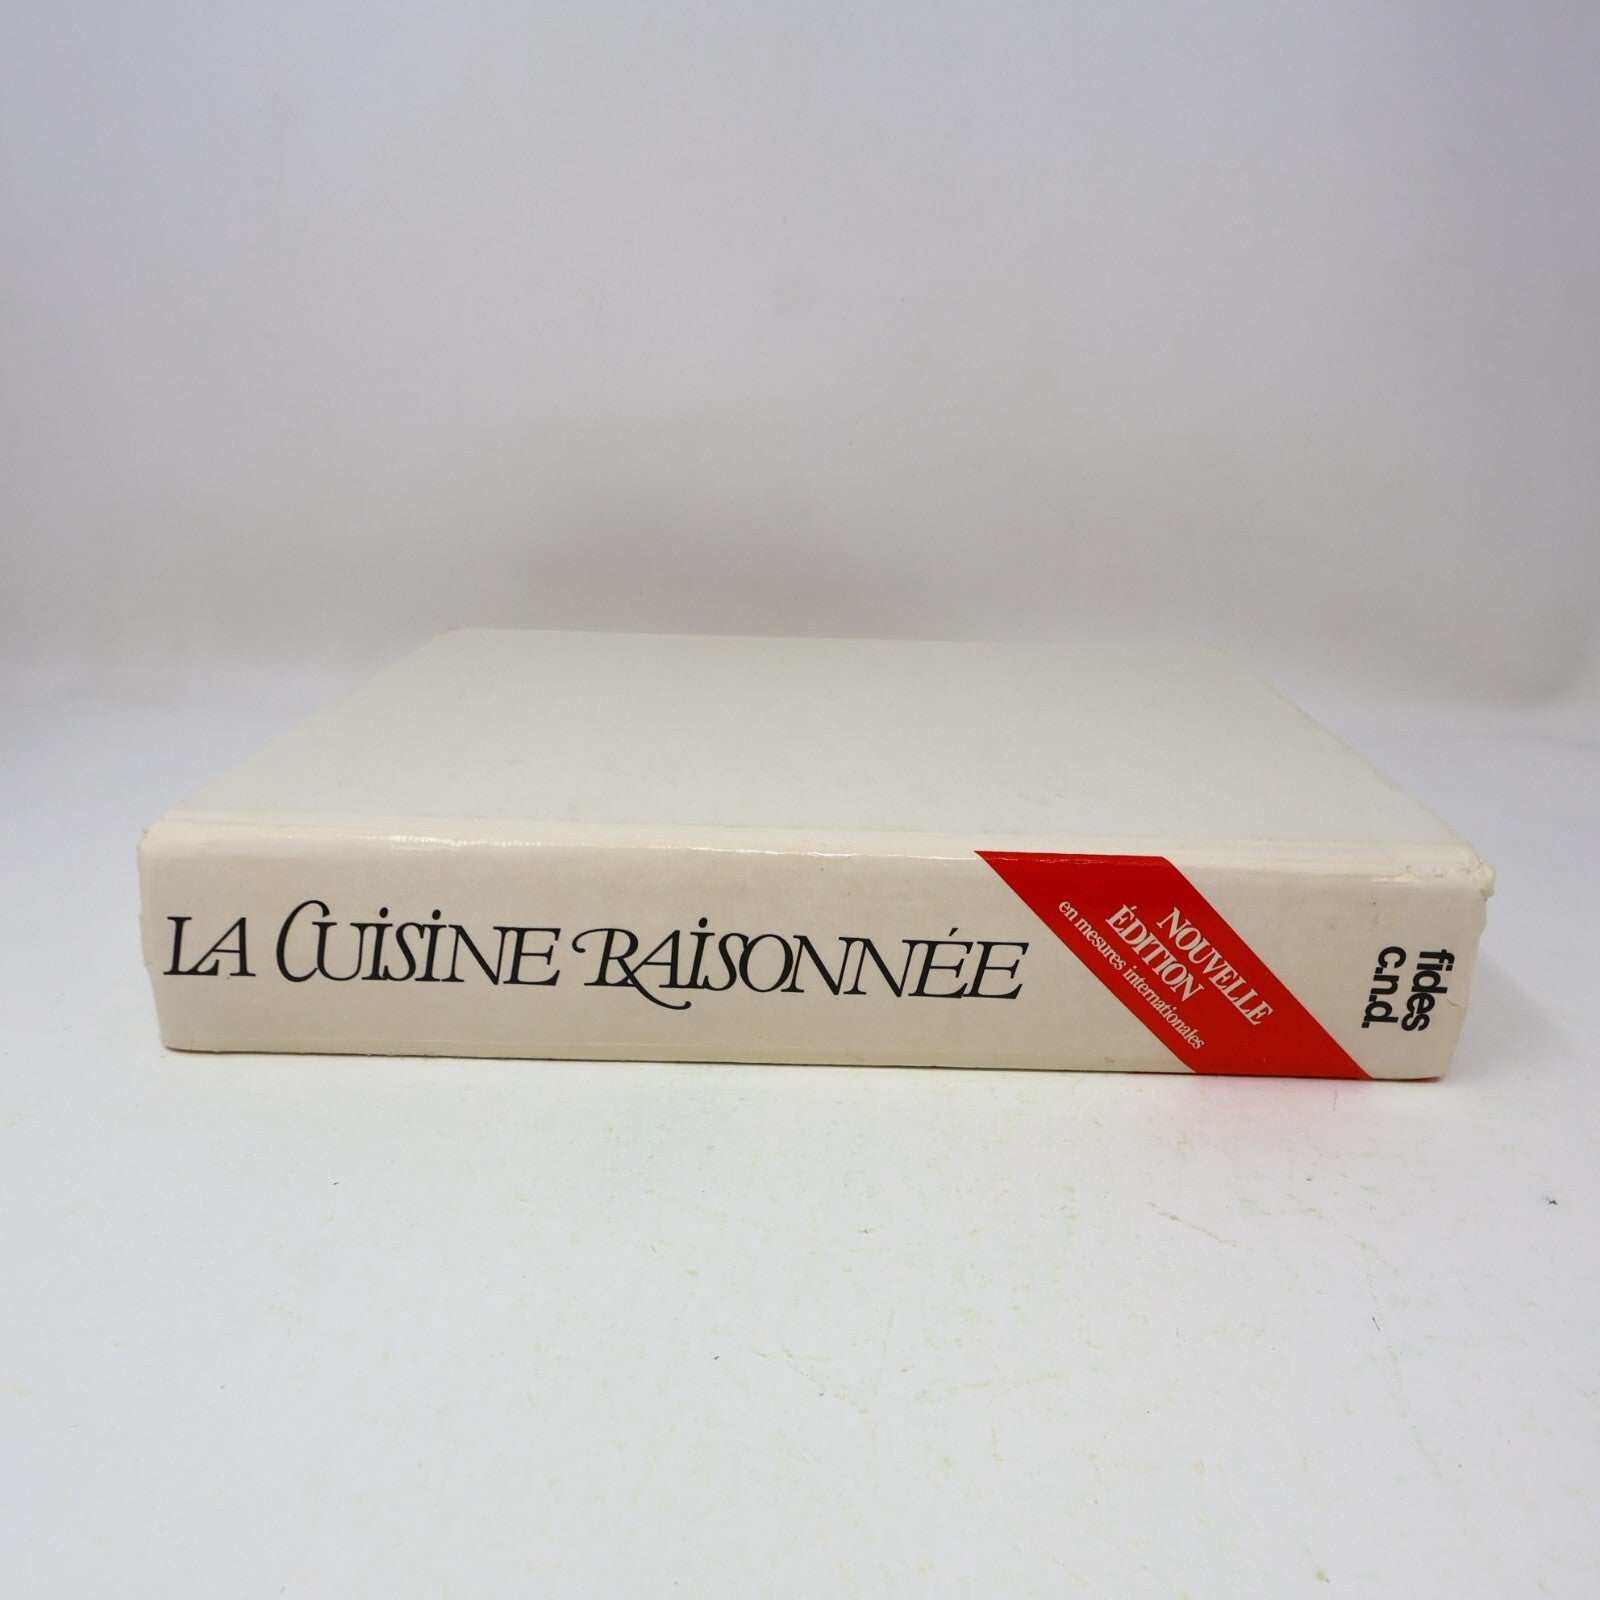 LA CUISINE RAISONNÉE
NOUVELLE
ÉDITION
en mesures internationales
fides
c.n.d.